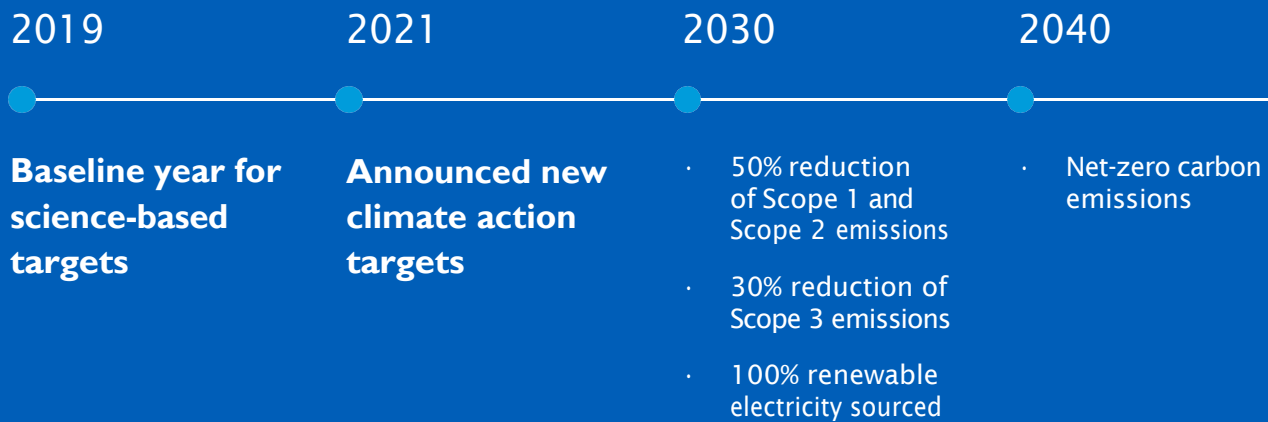 2019
Baseline year for
science-based
targets
2021
Announced new
climate action
targets
2030
· 50% reduction
of Scope 1 and
Scope 2 emissions
· 30% reduction of
Scope 3 emissions
· 100% renewable
electricity sourced
2040
· Net-zero carbon
emissions